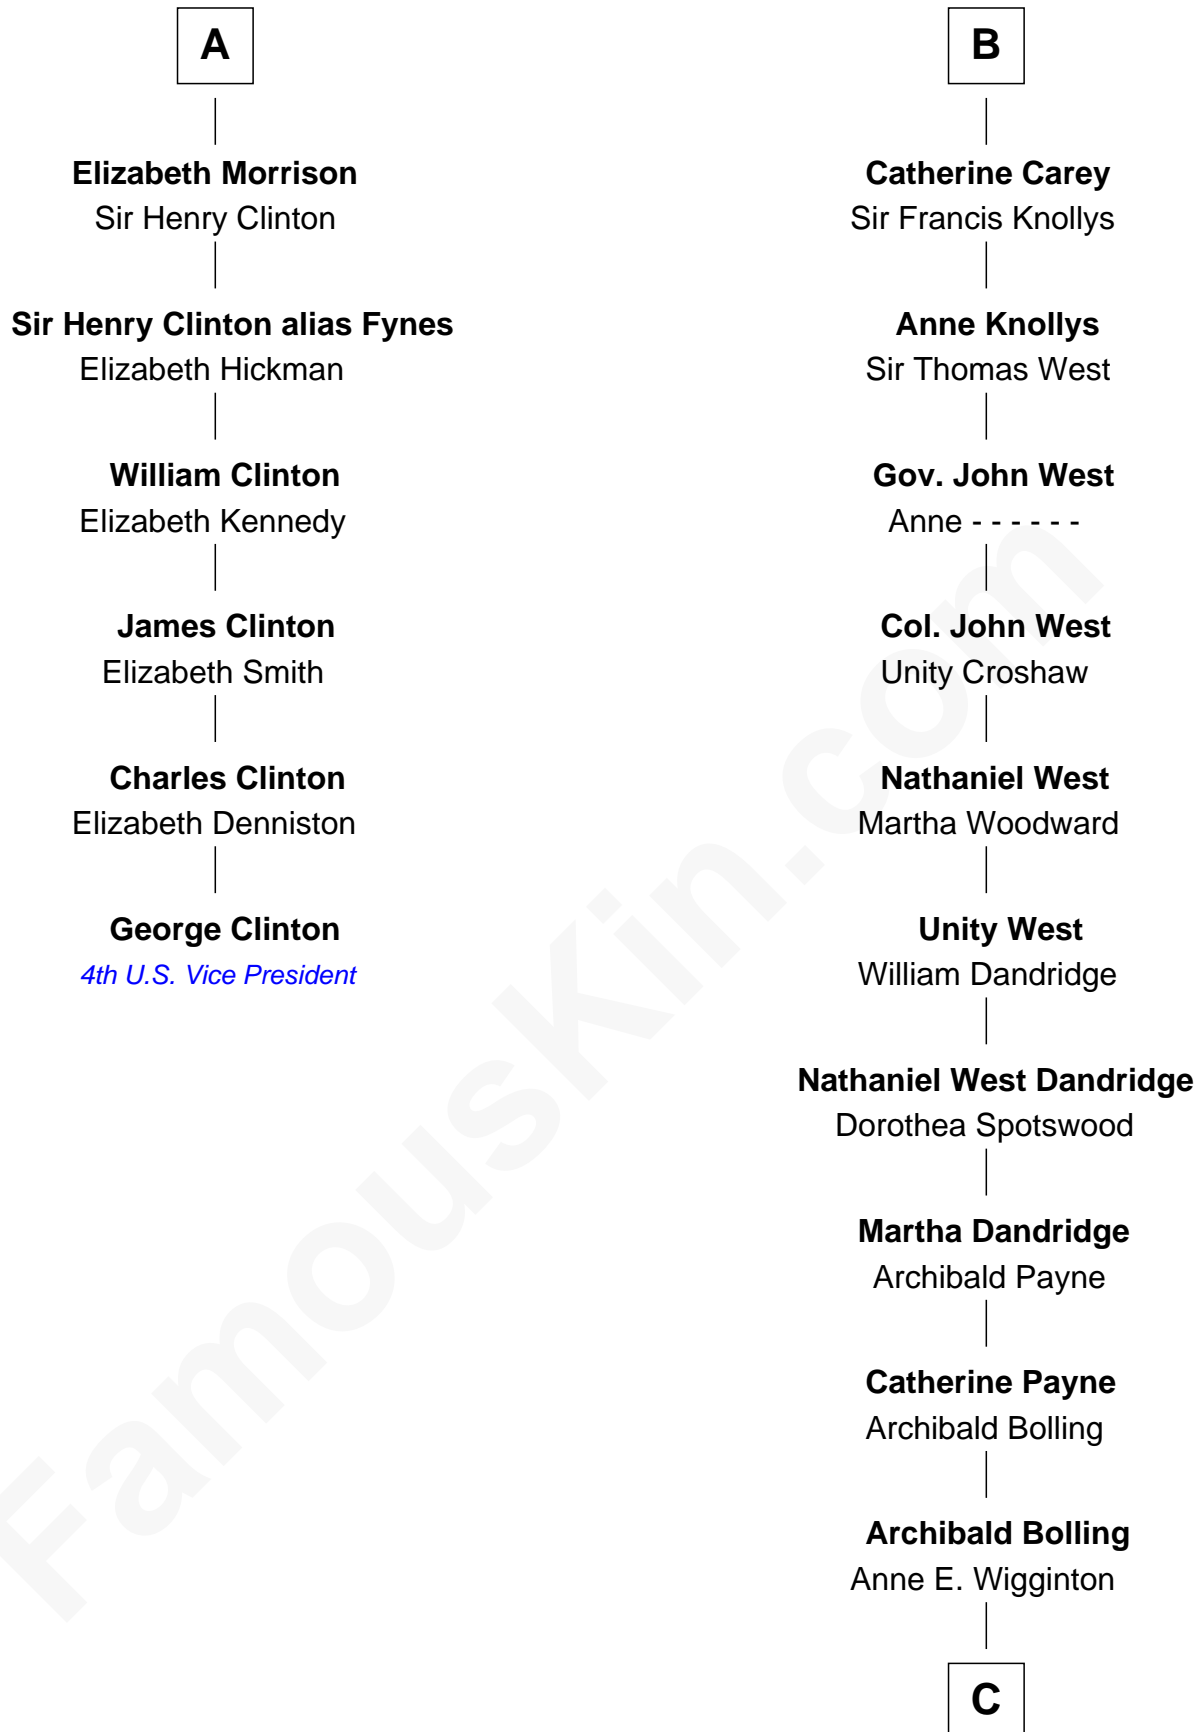 A
Elizabeth Morrison
Sir Henry Clinton
Sir Henry Clinton alias Fynes
Elizabeth Hickman
William Clinton
Elizabeth Kennedy
James Clinton
Elizabeth Smith
Charles Clinton
Elizabeth Denniston
George Clinton
4th U.S. Vice President
B
Catherine Carey
Sir Francis Knollys
Anne Knollys
Sir Thomas West
Gov. John West
Anne - - - - - -
Col. John West
Unity Croshaw
Nathaniel West
Martha Woodward
Unity West
William Dandridge
Nathaniel West Dandridge
Dorothea Spotswood
Martha Dandridge
Archibald Payne
Catherine Payne
Archibald Bolling
Archibald Bolling
Anne E. Wigginton
C
FamousKin.com